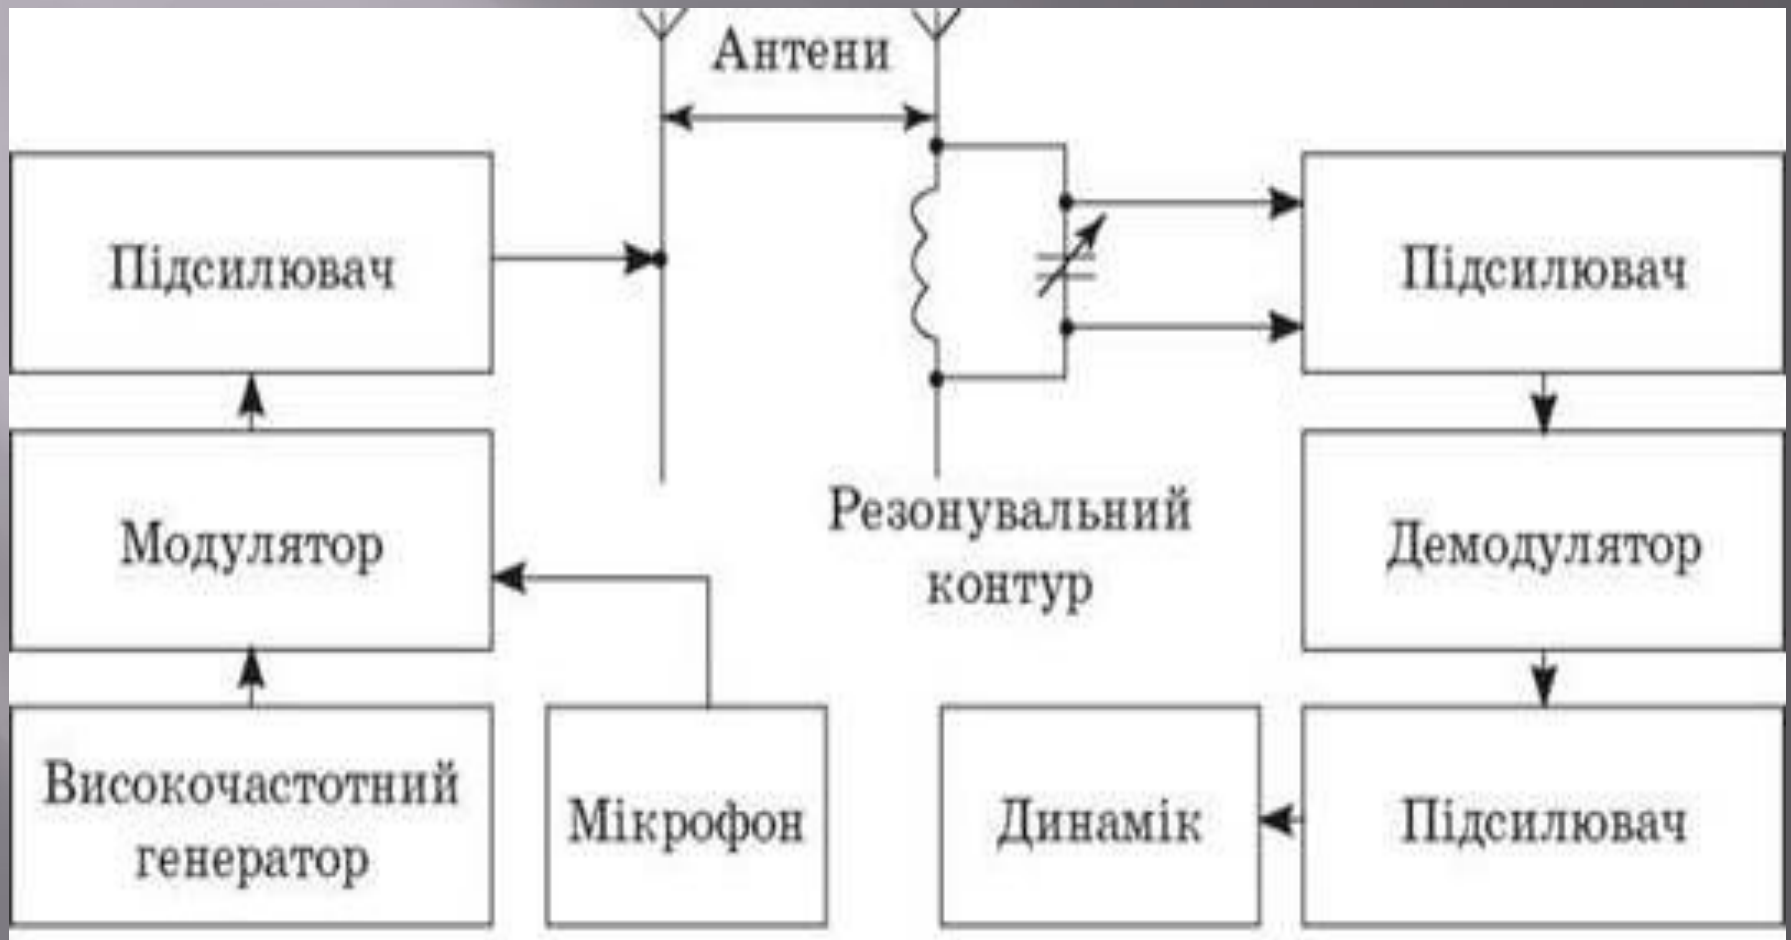 Антени
Підсилювач
Підсилювач
Модулятор
Резонувальний
контур
Демодулятор
Високочастотний
генератор
Мікрофон
Динамік
Підсилювач